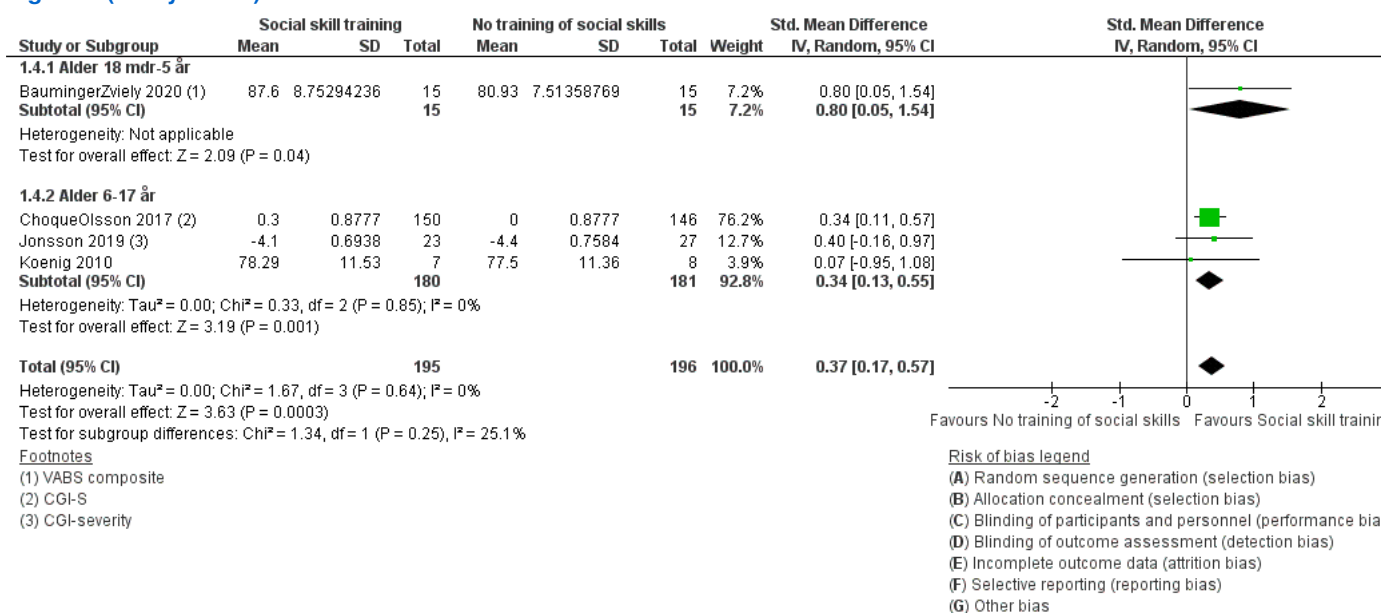 Social skill training No training of social skills Std. Mean Difference Std. Mean Difference
Study or Subgroup Mean SD Total Mean SD Total Weight IV, Random, 95% CI IV, Random, 95% CI
1.4.1 Alder 18 mdr-5 år
BaumingerZviely 2020 (1) 87.6 8.75294236 15 80.93 7.51358769 15 7.2% 0.80 [0.05, 1.54]
Subtotal (95% CI) 15 15 7.2% 0.80 [0.05, 1.54]
Heterogeneity: Not applicable
Test for overall effect: Z = 2.09 (P = 0.04)
1.4.2 Alder 6-17 år
ChoqueOlsson 2017 (2) 0.3 0.8777 150 0 0.8777 146 76.2% 0.34 [0.11, 0.57]
Jonsson 2019 (3) -4.1 0.6938 23 -4.4 0.7584 27 12.7% 0.40 [-0.16, 0.97]
Koenig 2010 78.29 11.53 7 77.5 11.36 8 3.9% 0.07 [-0.95, 1.08]
Subtotal (95% CI) 180 181 92.8% 0.34 [0.13, 0.55]
Heterogeneity: Tau² = 0.00; Chi² = 0.33, df = 2 (P = 0.85); I² = 0%
Test for overall effect: Z = 3.19 (P = 0.001)
Total (95% CI) 195 196 100.0% 0.37 [0.17, 0.57]
Heterogeneity: Tau² = 0.00; Chi² = 1.67, df = 3 (P = 0.64); I² = 0%
Test for overall effect: Z = 3.63 (P = 0.0003)
Test for subgroup differences: Chi² = 1.34, df = 1 (P = 0.25), I² = 25.1%
-2 -1 0 1 2
Favours No training of social skills Favours Social skill trainin
Footnotes
(1) VABS composite
(2) CGI-S
(3) CGI-severity
Risk of bias legend
(A) Random sequence generation (selection bias)
(B) Allocation concealment (selection bias)
(C) Blinding of participants and personnel (performance bia
(D) Blinding of outcome assessment (detection bias)
(E) Incomplete outcome data (attrition bias)
(F) Selective reporting (reporting bias)
(G) Other bias